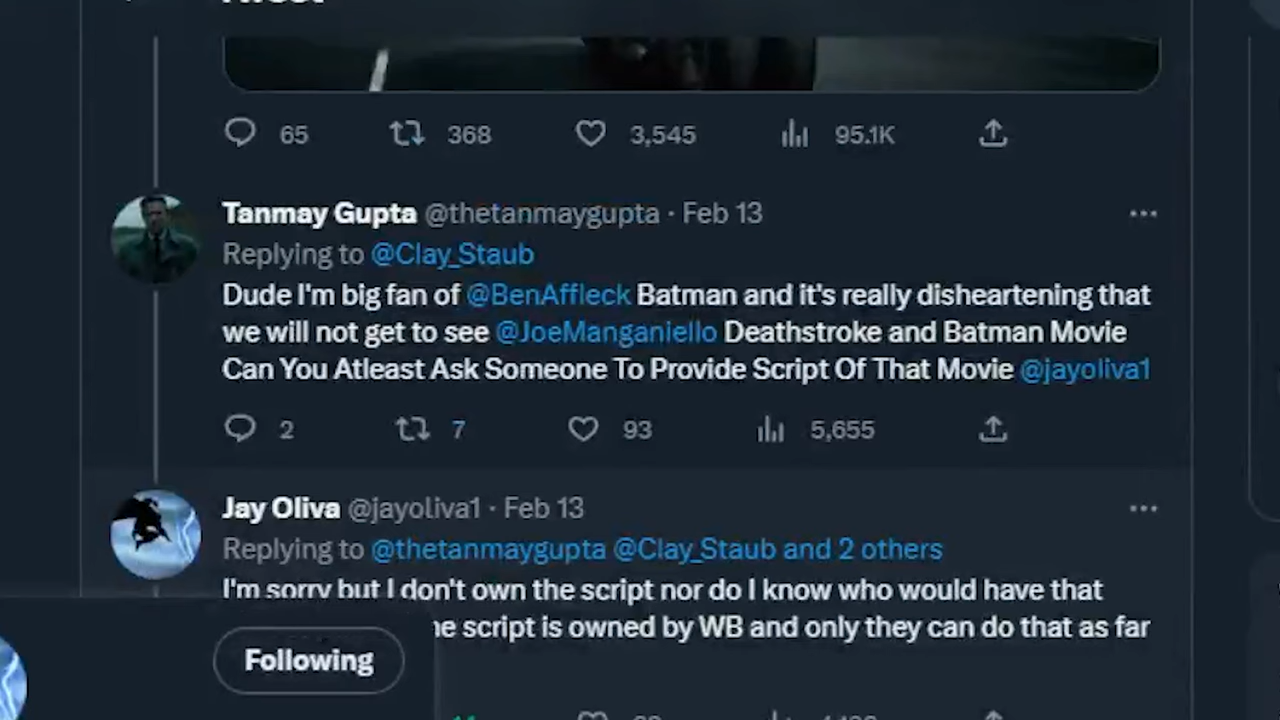 65 368 3,545 95.1K
Tanmay Gupta @thetanmaygupta · Feb 13
Replying to @Clay_Staub
Dude I'm big fan of @BenAffleck Batman and it's really disheartening that
we will not get to see @JoeManganiello Deathstroke and Batman Movie
Can You Atleast Ask Someone To Provide Script Of That Movie @jayoliva1
2 7 93 5,655
Jay Oliva @jayoliva1 · Feb 13
Replying to @thetanmaygupta @Clay_Staub and 2 others
I'm sorry but I don't own the script nor do I know who would have that
script is owned by WB and only they can do that as far
Following